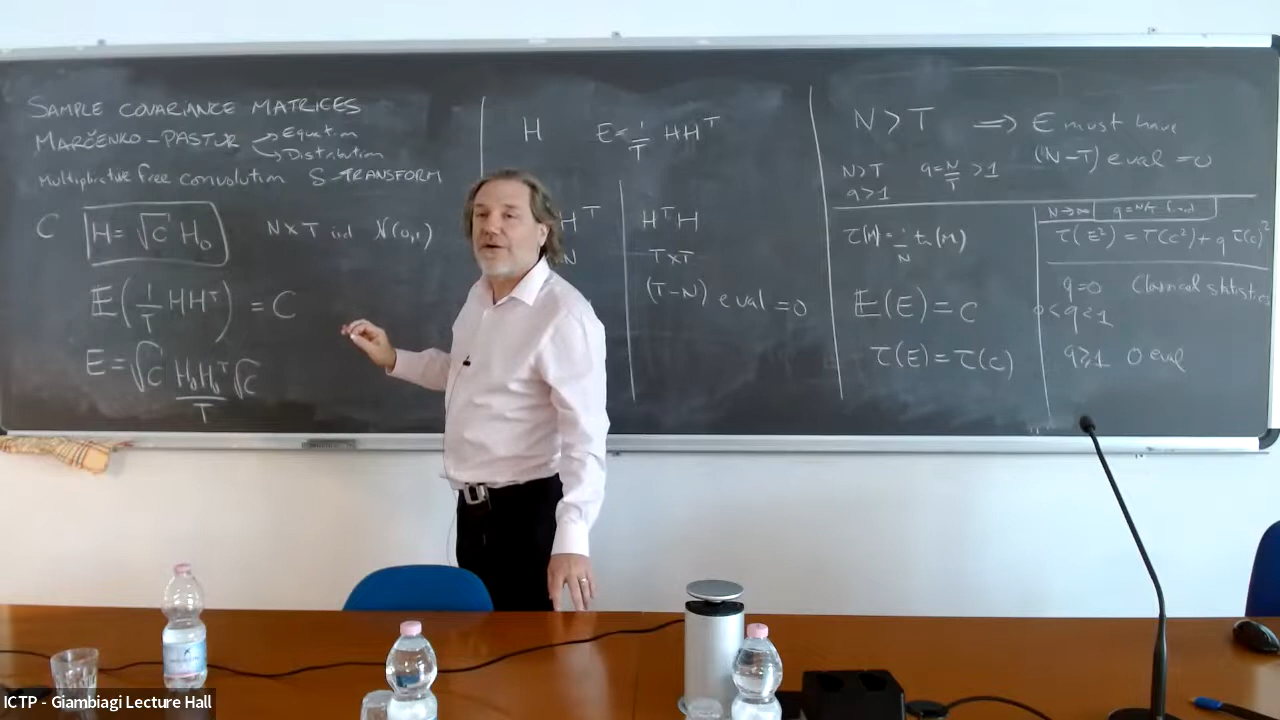 SAMPLE COVARIANCE MATRICES
MARČENKO-PASTUR Equation
Distribution
Multiplicative free convolution S-TRANSFORM
C H = √C H₀ N×T iid N(0,1)
𝔼(1/T HHᵀ) = C
E = √C H₀H₀ᵀ/T √C
H E = 1/T HHᵀ
Hᵀ
N
HᵀH
T×T
(T-N) eval = 0
N > T ⟹ E must have
(N-T) eval = 0
N>T q = N/T > 1
q>1
τ(M) = 1/N tr(M)
𝔼(E) = C
τ(E) = τ(C)
N→∞ q = N/T fixed
τ(E²) = τ(C²) + q τ(C)²
q=0 Classical statistics
0<q<1
q≥1 0 eval
ICTP - Giambiagi Lecture Hall